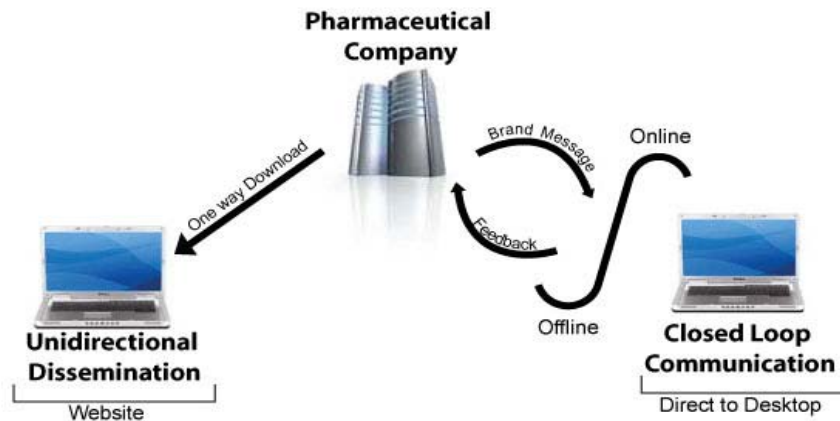 Pharmaceutical
Company
One way Download
Brand Message
Feedback
Online
Offline
Unidirectional
Dissemination
Website
Closed Loop
Communication
Direct to Desktop